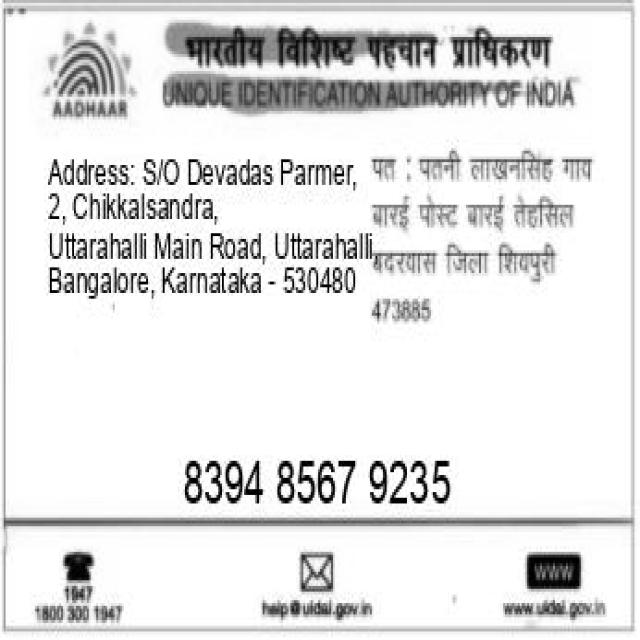 भारतीय विशिष्ट पहचान प्राधिकरण
AADHAAR
UNIQUE IDENTIFICATION AUTHORITY OF INDIA
Address: S/O Devadas Parmer,
2, Chikkalsandra,
Uttarahalli Main Road, Uttarahalli,
Bangalore, Karnataka - 530480
पत : पतनी लाखनसिंह गाय
बारई पोस्ट बारई तेहसिल
बदरवास जिला शिवपुरी
473885
8394 8567 9235
1947
1800 300 1947
help@uidai.gov.in
WWW
www.uidai.gov.in